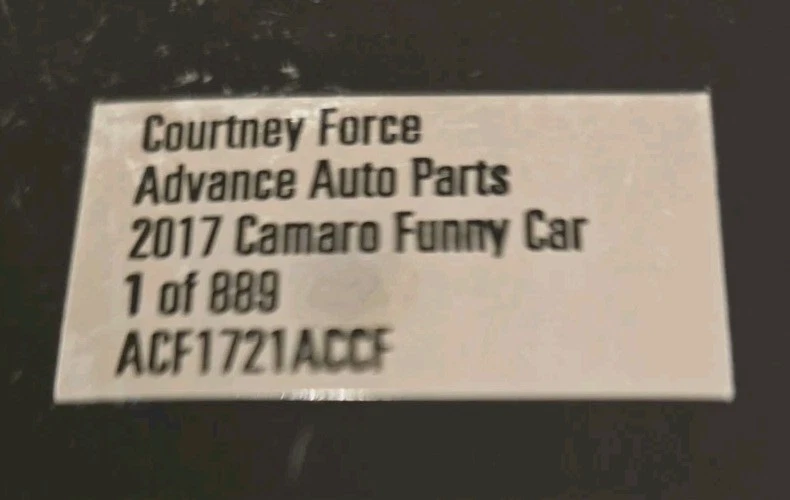 Courtney Force
Advance Auto Parts
2017 Camaro Funny Car
1 of 889
ACF1721ACCF